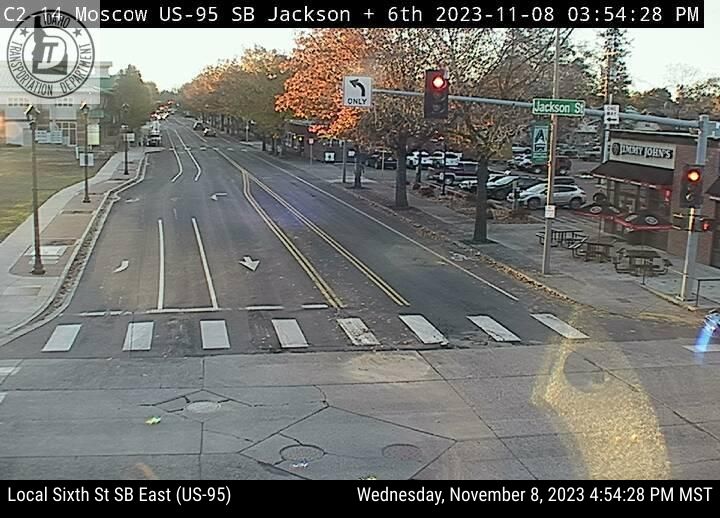 C2.14 Moscow US-95 SB Jackson + 6th 2023-11-08 03:54:28 PM
IDAHO
TRANSPORTATION DEPARTMENT
ONLY
Jackson St
JIMMY JOHN'S
Local Sixth St SB East (US-95)
Wednesday, November 8, 2023 4:54:28 PM MST